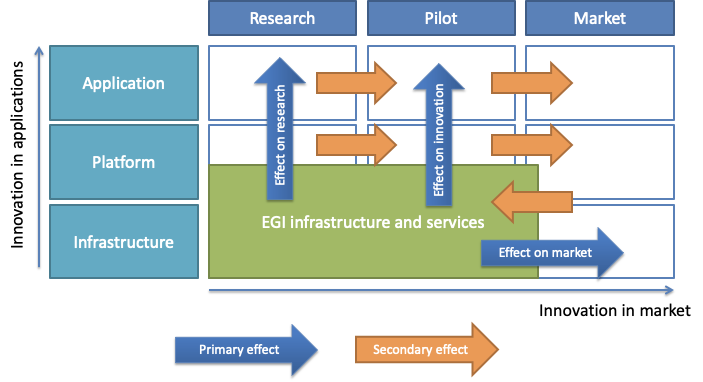 Research
Pilot
Market
Innovation in applications
Application
Platform
Infrastructure
Effect on research
Effect on innovation
EGI infrastructure and services
Effect on market
Innovation in market
Primary effect
Secondary effect